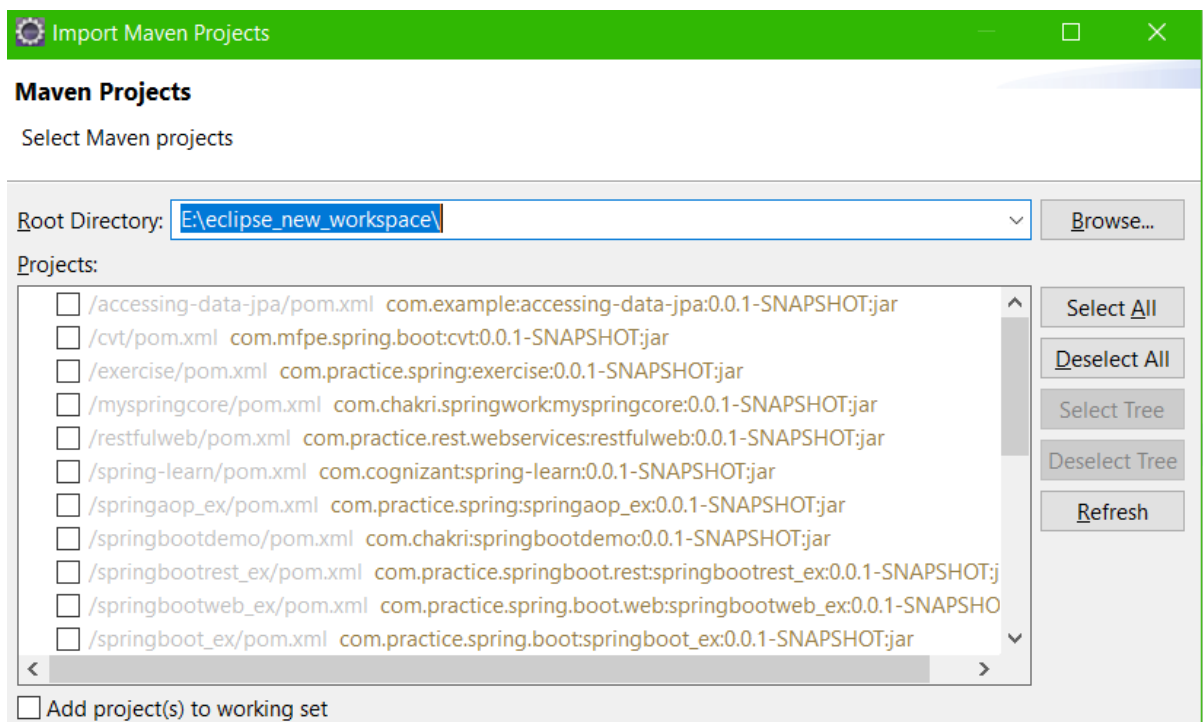 Import Maven Projects
Maven Projects
Select Maven projects
Root Directory: E:\eclipse_new_workspace\ Browse...
Projects:
/accessing-data-jpa/pom.xml com.example:accessing-data-jpa:0.0.1-SNAPSHOT:jar
Select All
/cvt/pom.xml com.mfpe.spring.boot:cvt:0.0.1-SNAPSHOT:jar
Deselect All
/exercise/pom.xml com.practice.spring:exercise:0.0.1-SNAPSHOT:jar
/myspringcore/pom.xml com.chakri.springwork:myspringcore:0.0.1-SNAPSHOT:jar
Select Tree
/restfulweb/pom.xml com.practice.rest.webservices:restfulweb:0.0.1-SNAPSHOT:jar
Deselect Tree
/spring-learn/pom.xml com.cognizant:spring-learn:0.0.1-SNAPSHOT:jar
/springaop_ex/pom.xml com.practice.spring:springaop_ex:0.0.1-SNAPSHOT:jar
Refresh
/springbootdemo/pom.xml com.chakri:springbootdemo:0.0.1-SNAPSHOT:jar
/springbootrest_ex/pom.xml com.practice.springboot.rest:springbootrest_ex:0.0.1-SNAPSHOT:j
/springbootweb_ex/pom.xml com.practice.spring.boot.web:springbootweb_ex:0.0.1-SNAPSHO
/springboot_ex/pom.xml com.practice.spring.boot:springboot_ex:0.0.1-SNAPSHOT:jar
Add project(s) to working set